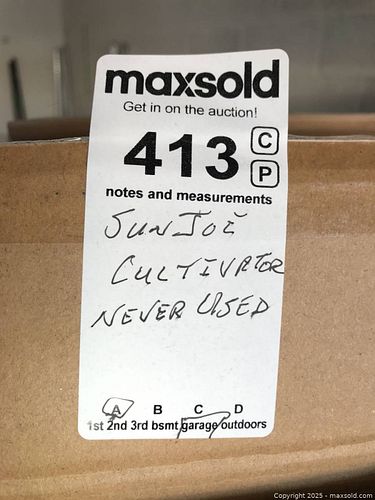 maxsold
Get in on the auction!
413 C
P
notes and measurements
SunJoe
CULTIVATOR
NEVER USED
A B C D
1st 2nd 3rd bsmt garage outdoors
Copyright 2025 - maxsold.com